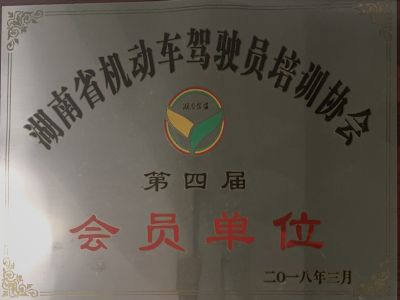 湖南省机动车驾驶员培训协会
第四届
会员单位
二〇一八年三月